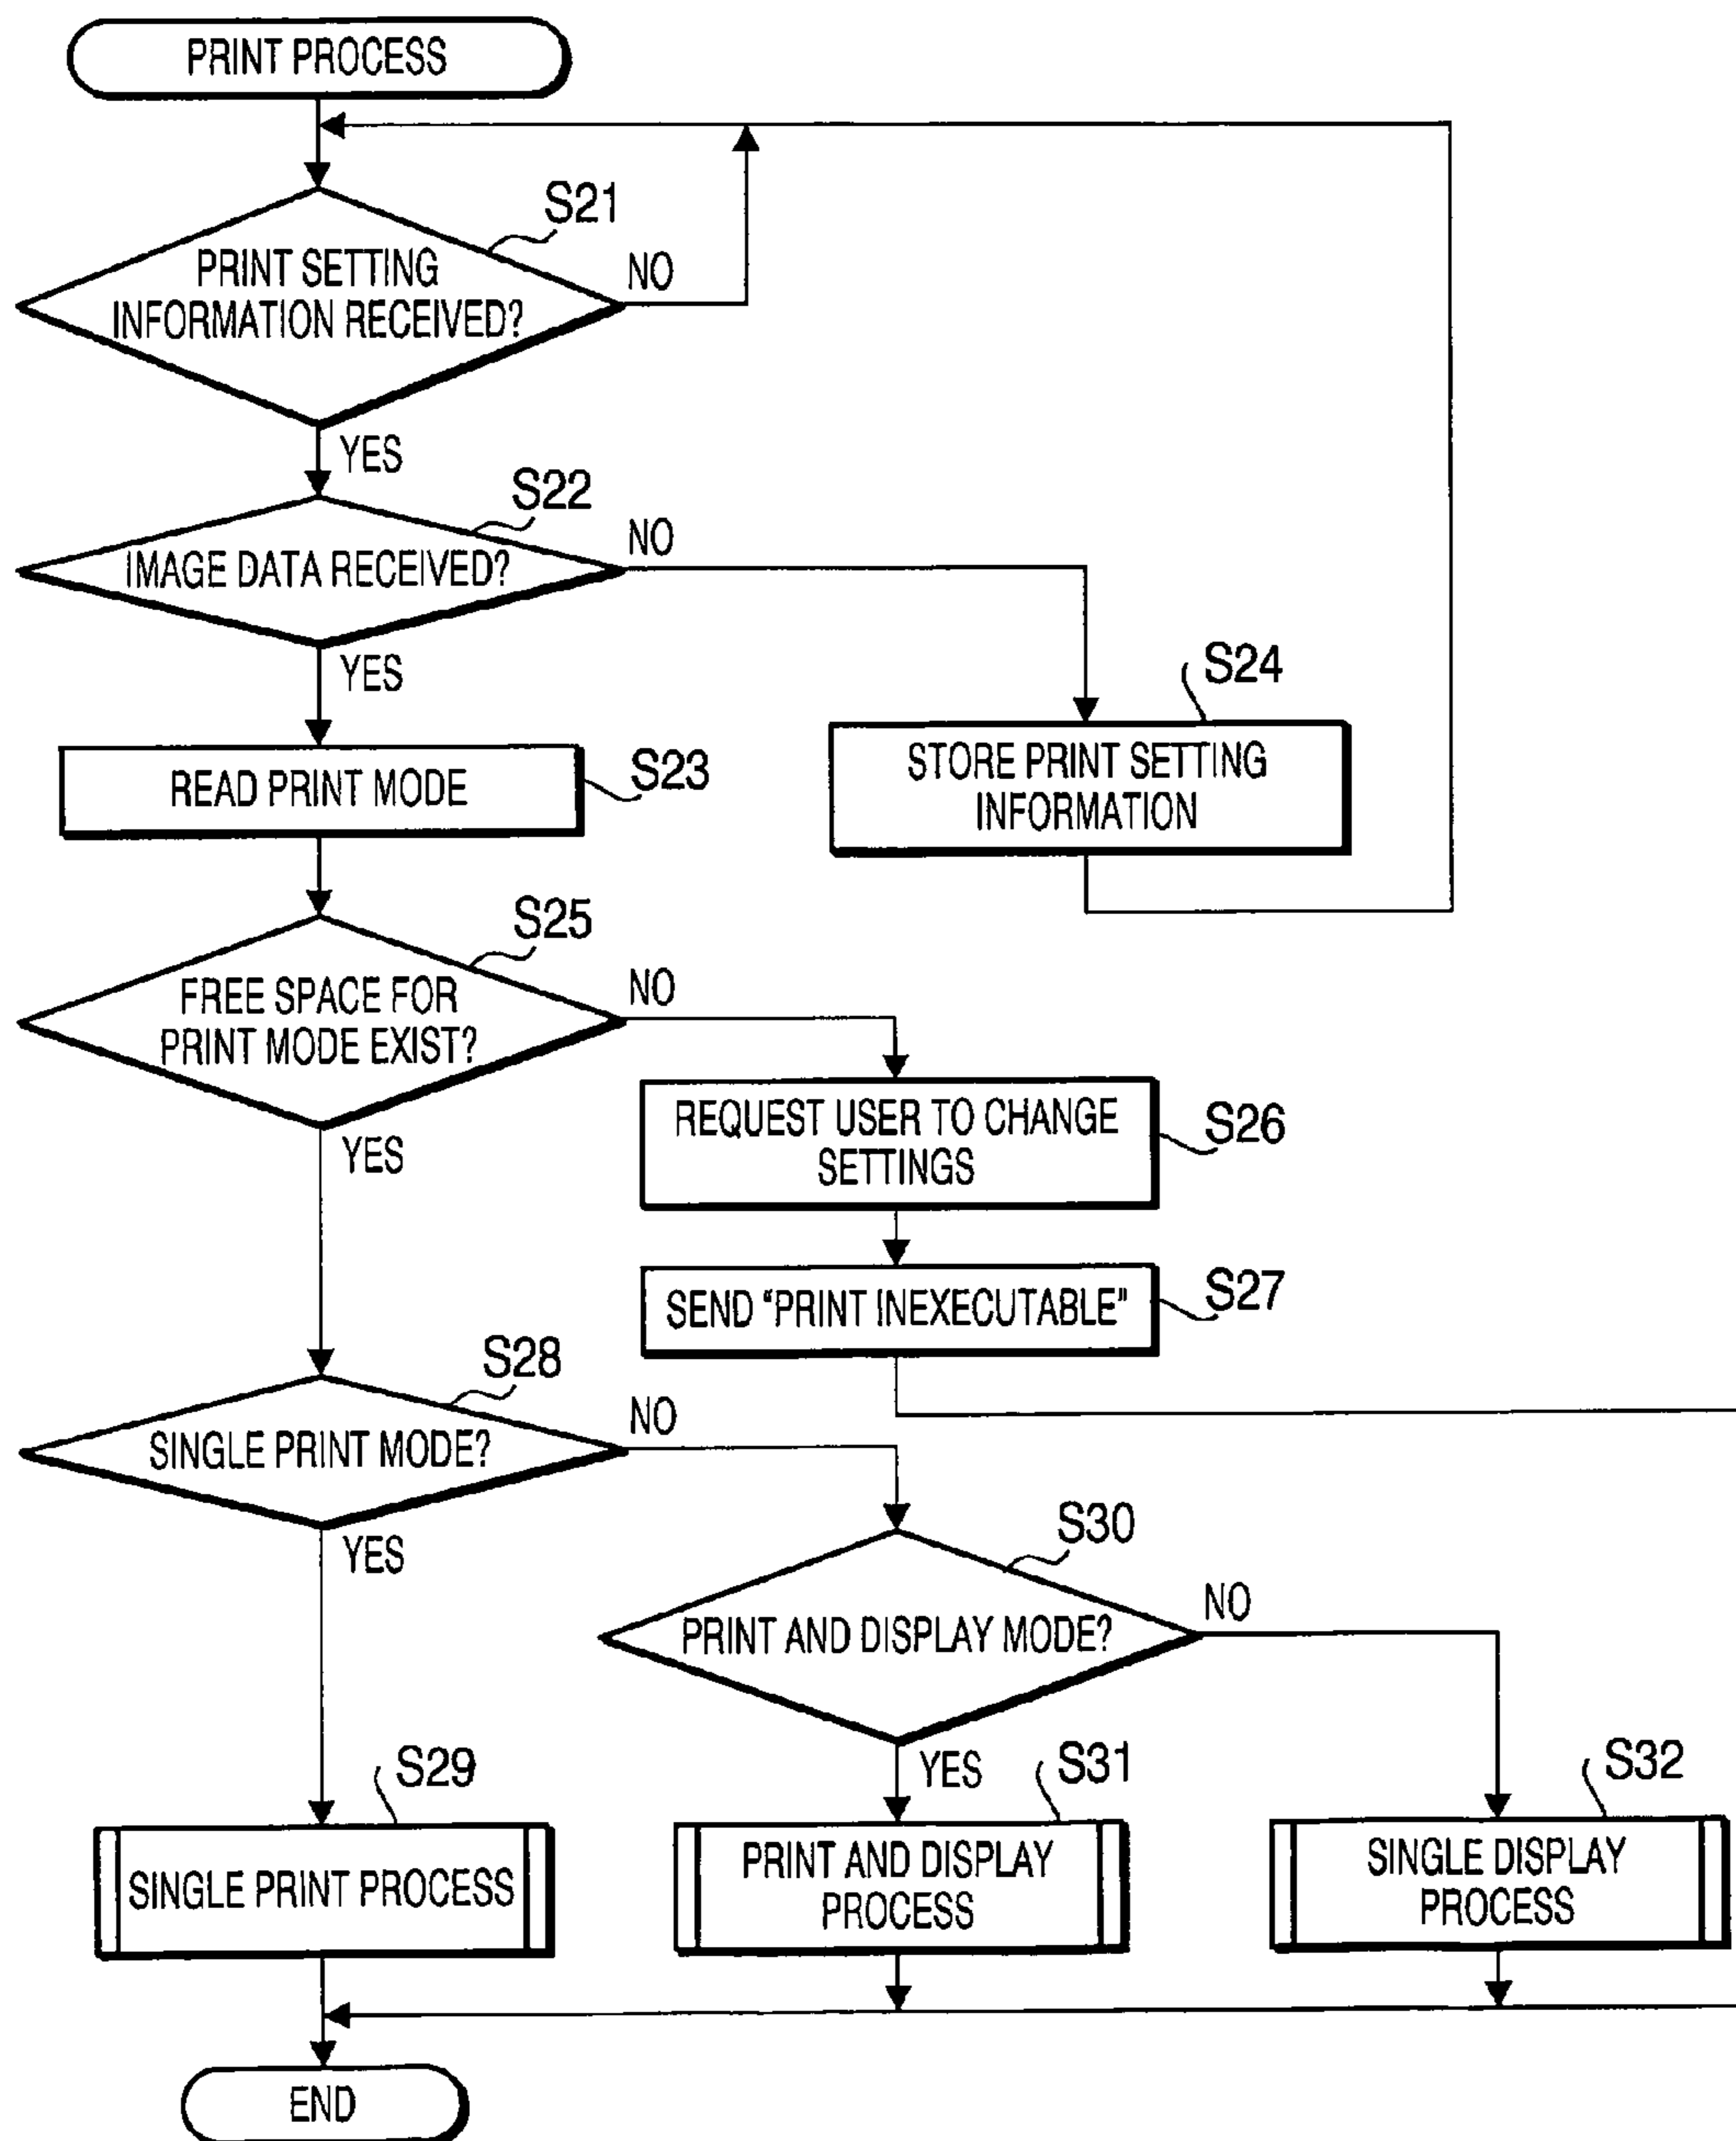 PRINT PROCESS
S21
PRINT SETTING
INFORMATION RECEIVED?
NO
YES
S22
IMAGE DATA RECEIVED?
NO
YES
S24
STORE PRINT SETTING
INFORMATION
READ PRINT MODE
S23
S25
FREE SPACE FOR
PRINT MODE EXIST?
NO
YES
REQUEST USER TO CHANGE
SETTINGS
S26
SEND "PRINT INEXECUTABLE"
S27
S28
SINGLE PRINT MODE?
NO
YES
S30
PRINT AND DISPLAY MODE?
NO
YES
S29
SINGLE PRINT PROCESS
S31
PRINT AND DISPLAY
PROCESS
S32
SINGLE DISPLAY
PROCESS
END